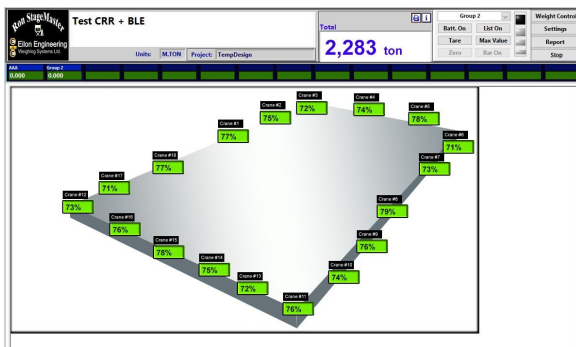 Ron StageMaster
Eilon Engineering
Weighing Systems Ltd.
Test CRR + BLE
Units: M.TON Project: TempDesign
Total
i
2,283 ton
Group 2
Batt. On List On
Tare Max Value
Zero Bar On
Weight Control
Settings
Report
Stop
AAA Group 2
0.000 0.000
Crane #3
72%
Crane #4
74%
Crane #2
75%
Crane #5
78%
Crane #1
77%
Crane #6
71%
Crane #18
77%
Crane #7
73%
Crane #17
71%
Crane #12
73%
Crane #8
79%
Crane #16
76%
Crane #9
76%
Crane #15
78%
Crane #14
75%
Crane #10
74%
Crane #13
72%
Crane #11
76%